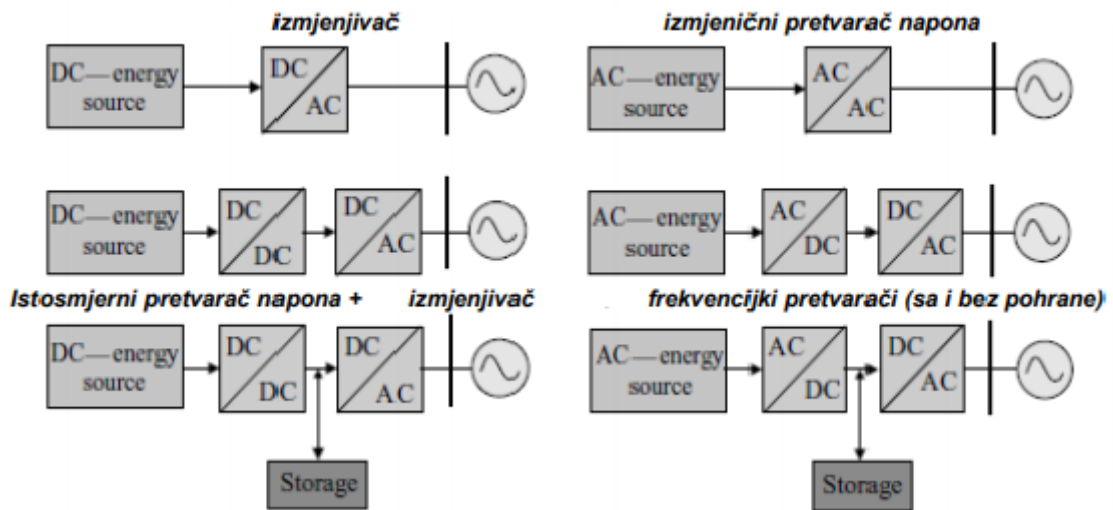 izmjenjivač
DC—energy
source
DC
AC
izmjenični pretvarač napona
AC—energy
source
AC
AC
DC—energy
source
DC
DC
DC
AC
AC—energy
source
AC
DC
DC
AC
Istosmjerni pretvarač napona + izmjenjivač
frekvencijki pretvarači (sa i bez pohrane)
DC—energy
source
DC
DC
DC
AC
Storage
AC—energy
source
AC
DC
DC
AC
Storage